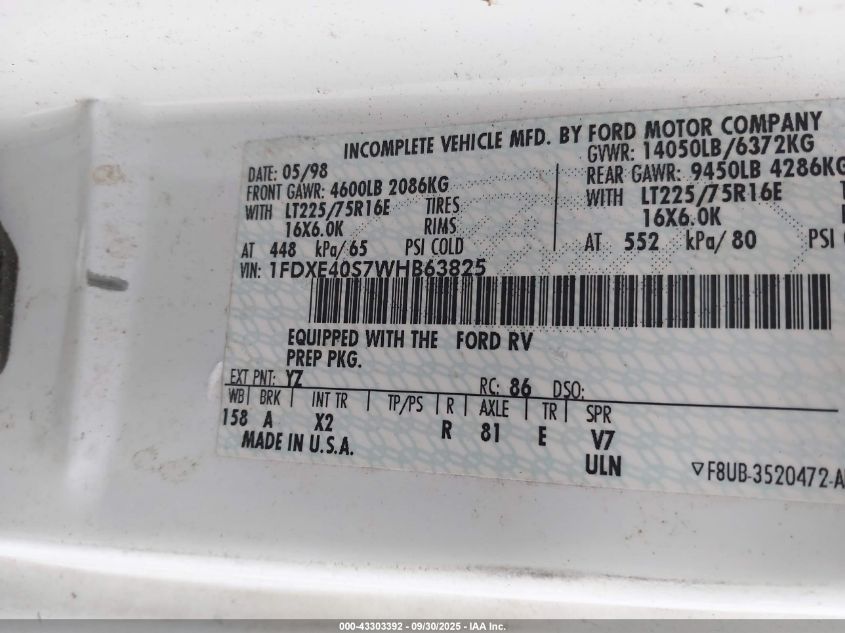 INCOMPLETE VEHICLE MFD. BY FORD MOTOR COMPANY
DATE: 05/98
GVWR: 14050LB/6372KG
FRONT GAWR: 4600LB 2086KG
REAR GAWR: 9450LB 4286KG
WITH LT225/75R16E TIRES
WITH LT225/75R16E
16X6.0K RIMS
16X6.0K
AT 448 kPa/65 PSI COLD
AT 552 kPa/80 PSI
VIN: 1FDXE40S7WHB63825
EQUIPPED WITH THE FORD RV
PREP PKG.
EXT PNT: YZ RC: 86 DSO:
WB| BRK | INT TR | TP/PS | R | AXLE | TR | SPR
158 A X2 R 81 E V7
MADE IN U.S.A. ULN
▽F8UB-3520472-A
000-43303392 - 09/30/2025 - IAA Inc.